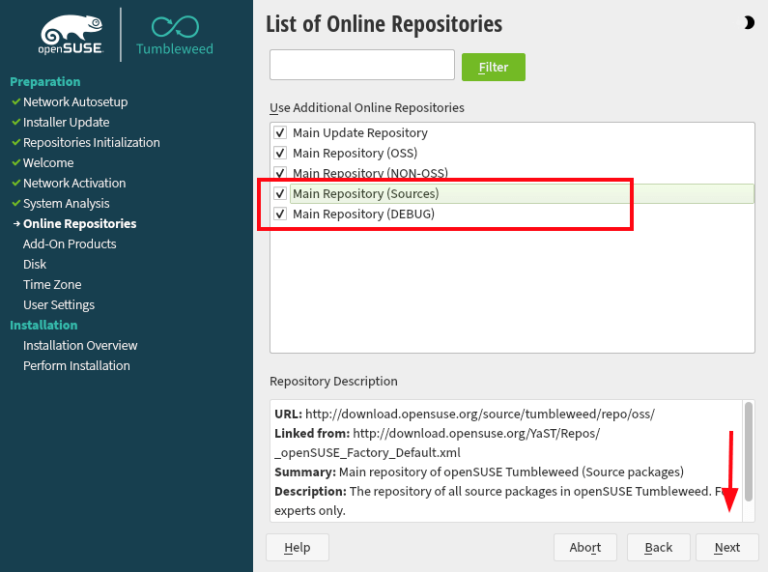 openSUSE
Tumbleweed
Preparation
Network Autosetup
Installer Update
Repositories Initialization
Welcome
Network Activation
System Analysis
Online Repositories
Add-On Products
Disk
Time Zone
User Settings
Installation
Installation Overview
Perform Installation
List of Online Repositories
Filter
Use Additional Online Repositories
Main Update Repository
Main Repository (OSS)
Main Repository (NON-OSS)
Main Repository (Sources)
Main Repository (DEBUG)
Repository Description
URL: http://download.opensuse.org/source/tumbleweed/repo/oss/
Linked from: http://download.opensuse.org/YaST/Repos/
_openSUSE_Factory_Default.xml
Summary: Main repository of openSUSE Tumbleweed (Source packages)
Description: The repository of all source packages in openSUSE Tumbleweed.
experts only.
Help
Abort
Back
Next